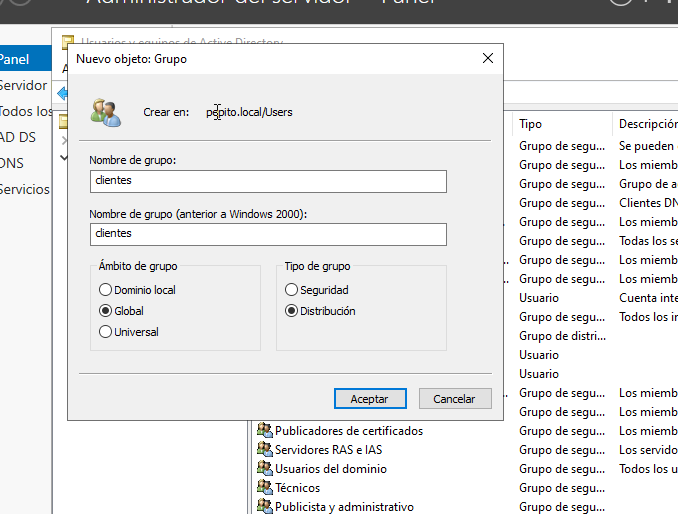 Administrador del servidor
Panel
Usuarios y equipos de Active Directory
Panel
Servidor
Todos los
AD DS
DNS
Servicios
A
Nuevo objeto: Grupo
Crear en: pepito.local/Users
Nombre de grupo:
clientes
Nombre de grupo (anterior a Windows 2000):
clientes
Ámbito de grupo
Dominio local
Global
Universal
Tipo de grupo
Seguridad
Distribución
Aceptar
Cancelar
Tipo Descripción
Grupo de segu... Se pueden
Grupo de segu... Los miemb
Grupo de segu... Grupo de a
Grupo de segu... Clientes DN
Grupo de segu... Los miemb
Grupo de segu... Todas los se
Grupo de segu... Los miemb
Grupo de segu... Los miemb
Usuario Cuenta inte
Grupo de segu... Todos los in
Grupo de distri...
Usuario
Usuario
Grupo de segu... Los miemb
Grupo de segu... Los miemb
Publicadores de certificados Grupo de segu... Los miemb
Servidores RAS e IAS Grupo de segu... Los servido
Usuarios del dominio Grupo de segu... Todos los u
Técnicos Grupo de segu...
Publicista y administrativo Grupo de segu...